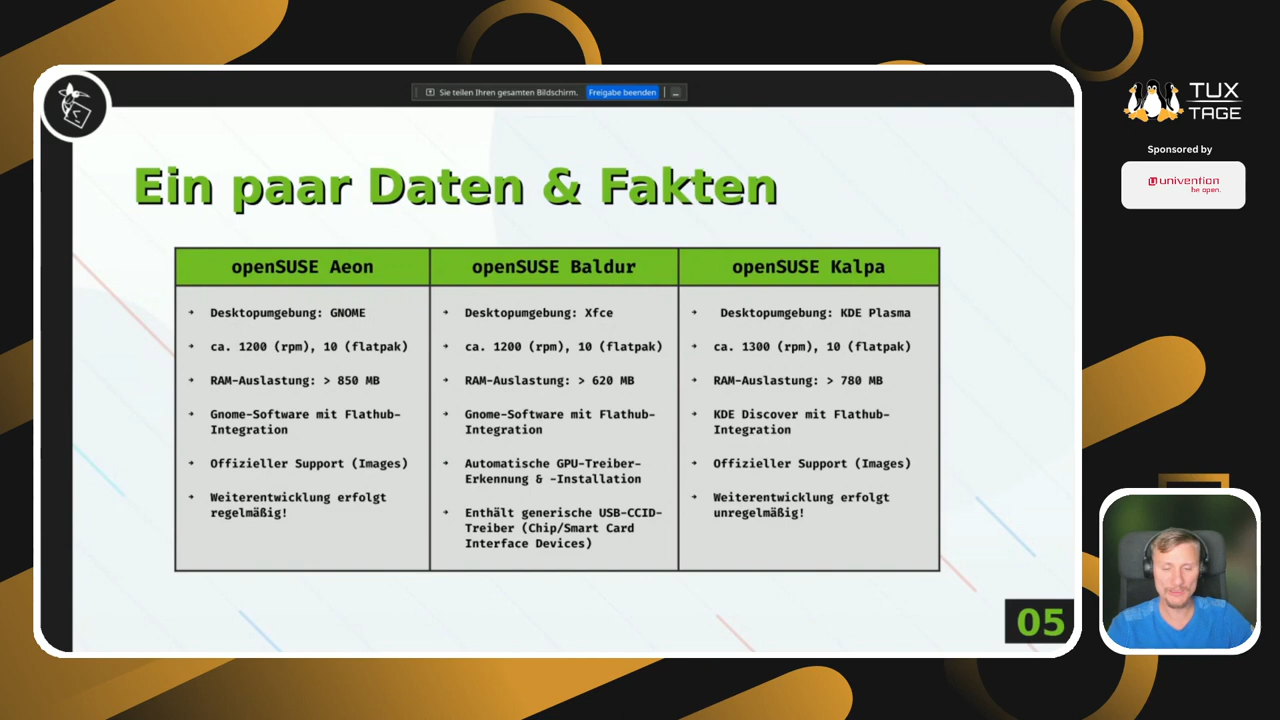 Sie teilen Ihren gesamten Bildschirm. Freigabe beenden
TUX
TAGE
Sponsored by
univention
be open.
Ein paar Daten & Fakten
openSUSE Aeon
Desktopumgebung: GNOME
ca. 1200 (rpm), 10 (flatpak)
RAM-Auslastung: > 850 MB
Gnome-Software mit Flathub-
Integration
Offizieller Support (Images)
Weiterentwicklung erfolgt
regelmäßig!
openSUSE Baldur
Desktopumgebung: Xfce
ca. 1200 (rpm), 10 (flatpak)
RAM-Auslastung: > 620 MB
Gnome-Software mit Flathub-
Integration
Automatische GPU-Treiber-
Erkennung & -Installation
Enthält generische USB-CCID-
Treiber (Chip/Smart Card
Interface Devices)
openSUSE Kalpa
Desktopumgebung: KDE Plasma
ca. 1300 (rpm), 10 (flatpak)
RAM-Auslastung: > 780 MB
KDE Discover mit Flathub-
Integration
Offizieller Support (Images)
Weiterentwicklung erfolgt
unregelmäßig!
05